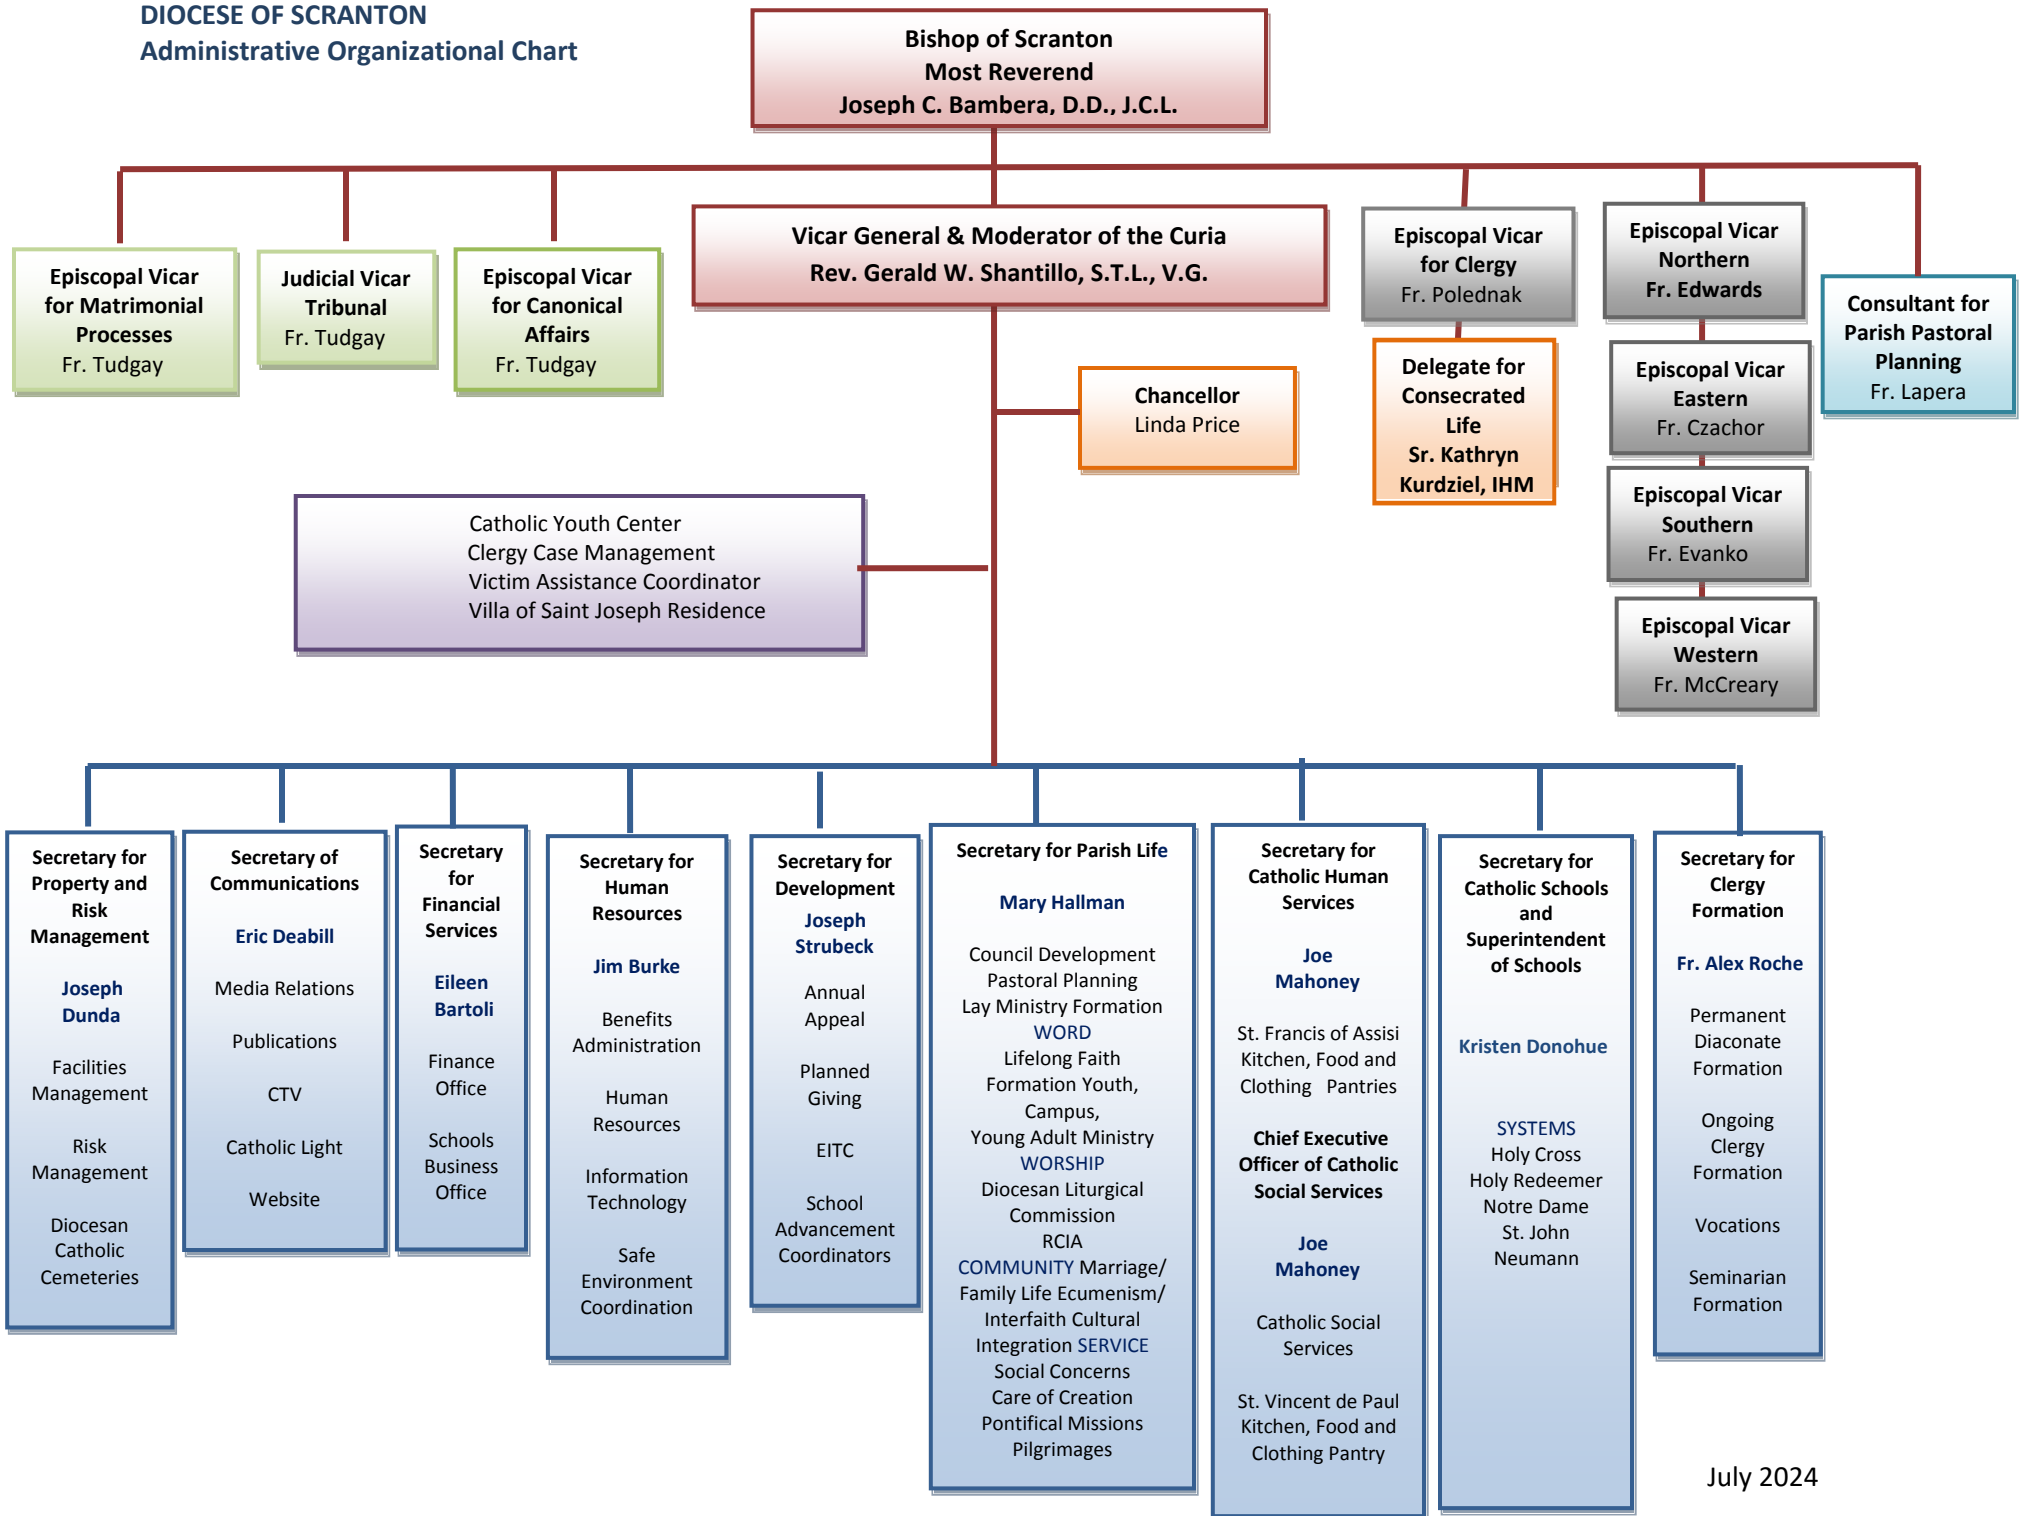 DIOCESE OF SCRANTON
Administrative Organizational Chart
Bishop of Scranton
Most Reverend
Joseph C. Bambera, D.D., J.C.L.
Episcopal Vicar
for Matrimonial
Processes
Fr. Tudgay
Judicial Vicar
Tribunal
Fr. Tudgay
Episcopal Vicar
for Canonical
Affairs
Fr. Tudgay
Vicar General & Moderator of the Curia
Rev. Gerald W. Shantillo, S.T.L., V.G.
Episcopal Vicar
for Clergy
Fr. Polednak
Delegate for
Consecrated
Life
Sr. Kathryn
Kurdziel, IHM
Episcopal Vicar
Northern
Fr. Edwards
Episcopal Vicar
Eastern
Fr. Czachor
Episcopal Vicar
Southern
Fr. Evanko
Episcopal Vicar
Western
Fr. McCreary
Consultant for
Parish Pastoral
Planning
Fr. Lapera
Chancellor
Linda Price
Catholic Youth Center
Clergy Case Management
Victim Assistance Coordinator
Villa of Saint Joseph Residence
Secretary for
Property and
Risk
Management
Joseph
Dunda
Facilities
Management
Risk
Management
Diocesan
Catholic
Cemeteries
Secretary of
Communications
Eric Deabill
Media Relations
Publications
CTV
Catholic Light
Website
Secretary
for
Financial
Services
Eileen
Bartoli
Finance
Office
Schools
Business
Office
Secretary for
Human
Resources
Jim Burke
Benefits
Administration
Human
Resources
Information
Technology
Safe
Environment
Coordination
Secretary for
Development
Joseph
Strubeck
Annual
Appeal
Planned
Giving
EITC
School
Advancement
Coordinators
Secretary for Parish Life
Mary Hallman
Council Development
Pastoral Planning
Lay Ministry Formation
WORD
Lifelong Faith
Formation Youth,
Campus,
Young Adult Ministry
WORSHIP
Diocesan Liturgical
Commission
RCIA
COMMUNITY Marriage/
Family Life Ecumenism/
Interfaith Cultural
Integration SERVICE
Social Concerns
Care of Creation
Pontifical Missions
Pilgrimages
Secretary for
Catholic Human
Services
Joe
Mahoney
St. Francis of Assisi
Kitchen, Food and
Clothing Pantries
Chief Executive
Officer of Catholic
Social Services
Joe
Mahoney
Catholic Social
Services
St. Vincent de Paul
Kitchen, Food and
Clothing Pantry
Secretary for
Catholic Schools
and
Superintendent
of Schools
Kristen Donohue
SYSTEMS
Holy Cross
Holy Redeemer
Notre Dame
St. John
Neumann
Secretary for
Clergy
Formation
Fr. Alex Roche
Permanent
Diaconate
Formation
Ongoing
Clergy
Formation
Vocations
Seminarian
Formation
July 2024